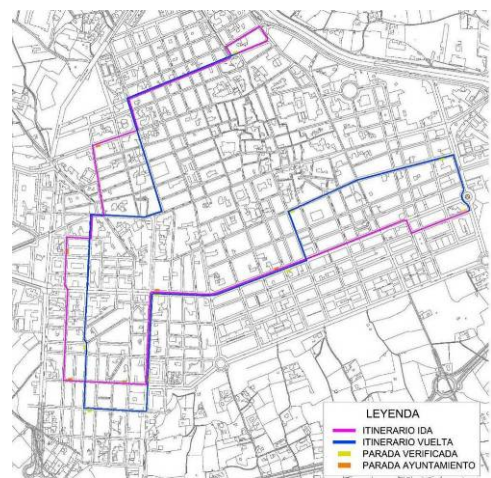 LEYENDA
ITINERARIO IDA
ITINERARIO VUELTA
PARADA VERIFICADA
PARADA AYUNTAMIENTO